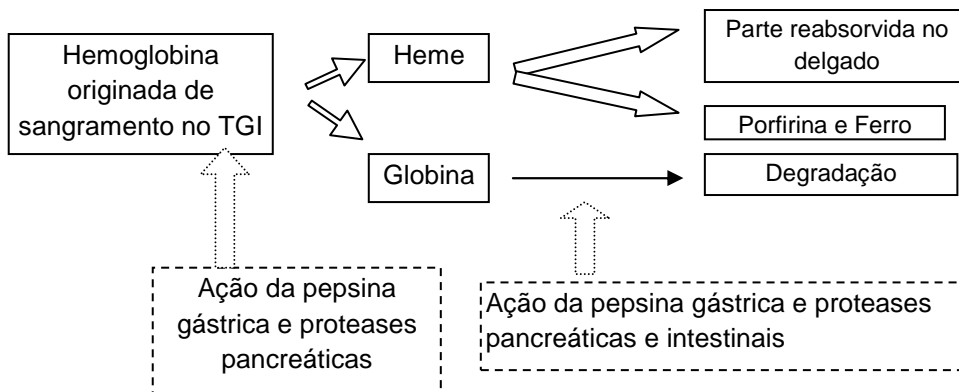 Hemoglobina
originada de
sangramento no TGI
Heme
Globina
Parte reabsorvida no
delgado
Porfirina e Ferro
Degradação
Ação da pepsina
gástrica e proteases
pancreáticas
Ação da pepsina gástrica e proteases
pancreáticas e intestinais